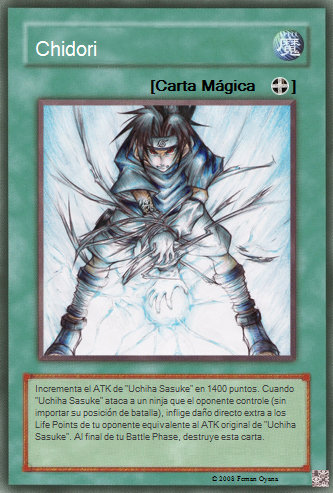 Chidori
魔
[Carta Mágica ]
Incrementa el ATK de "Uchiha Sasuke" en 1400 puntos. Cuando
"Uchiha Sasuke" ataca a un ninja que el oponente controle (sin
importar su posición de batalla), inflige daño directo extra a los
Life Points de tu oponente equivalente al ATK original de "Uchiha
Sasuke". Al final de tu Battle Phase, destruye esta carta.
©2008 Fernan Oyana